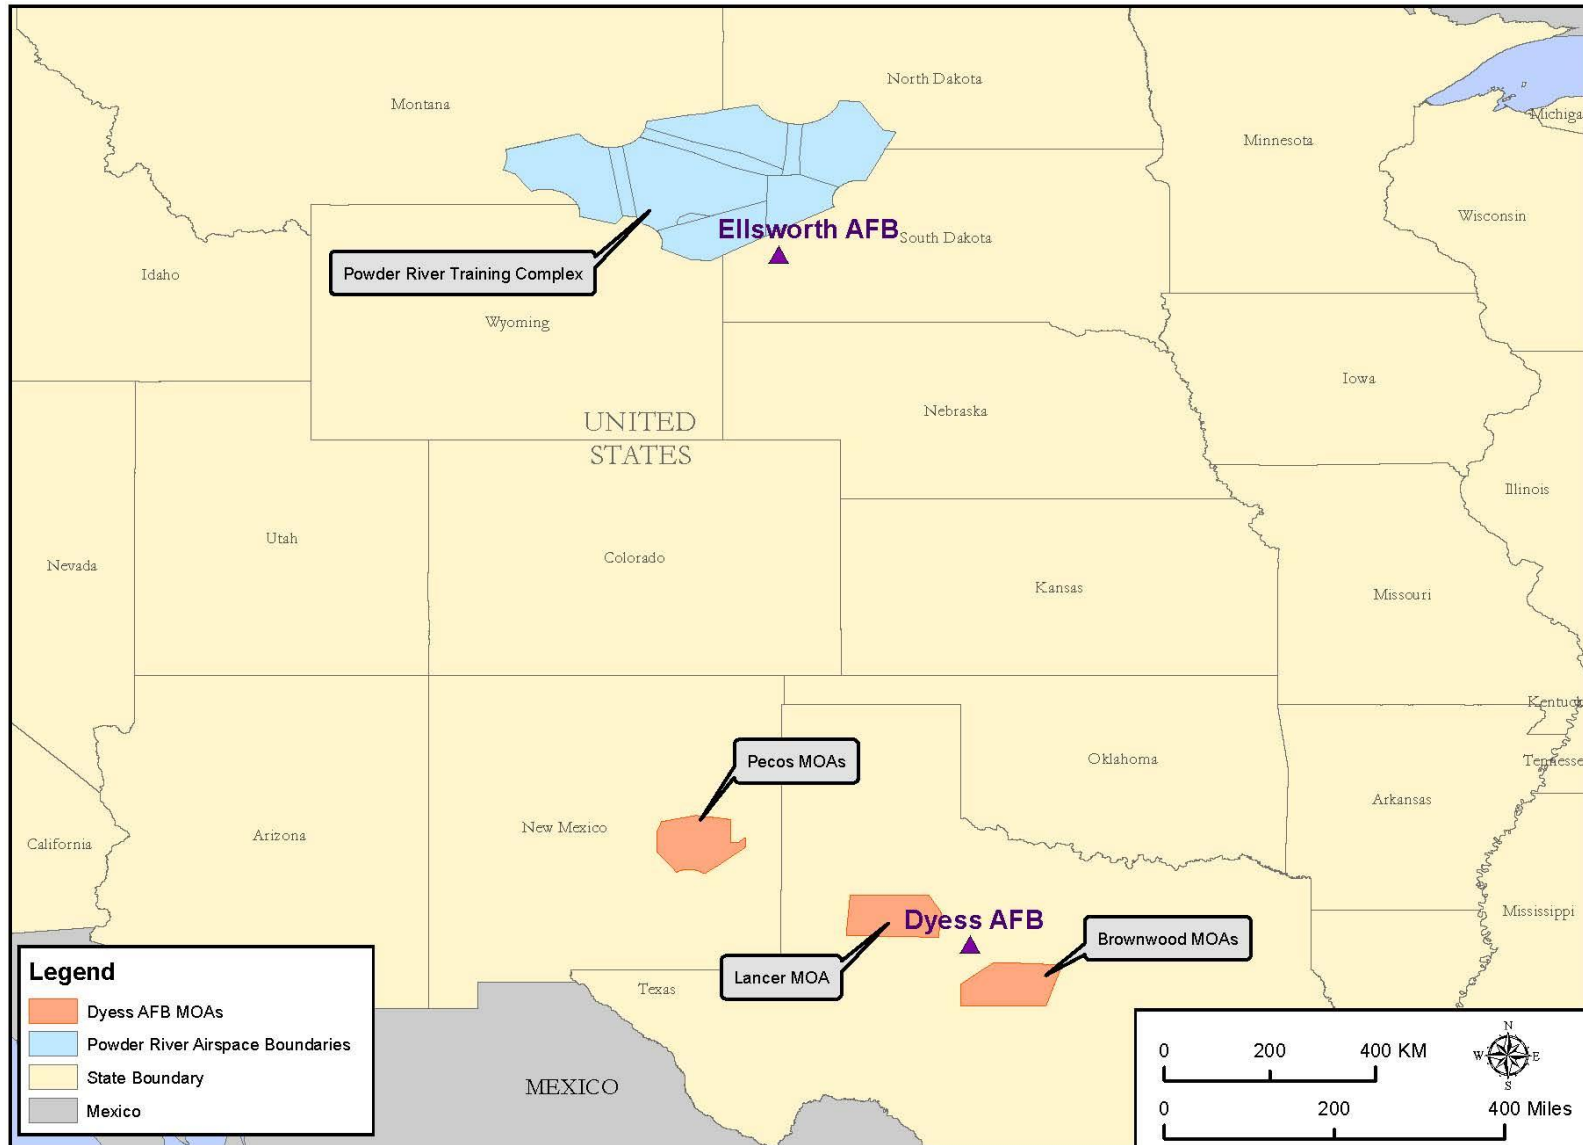 North Dakota
Montana
Michiga
Minnesota
Wisconsin
Ellsworth AFB
South Dakota
Powder River Training Complex
Idaho
Wyoming
Iowa
Nebraska
UNITED
STATES
Illinois
Utah
Colorado
Nevada
Kansas
Missouri
Kentuck
Pecos MOAs
Oklahoma
Tennesse
Arkansas
New Mexico
Arizona
California
Dyess AFB
Mississippi
Brownwood MOAs
Lancer MOA
Texas
MEXICO
Legend
Dyess AFB MOAs
Powder River Airspace Boundaries
State Boundary
Mexico
N
W E
S
0 200 400 KM
0 200 400 Miles